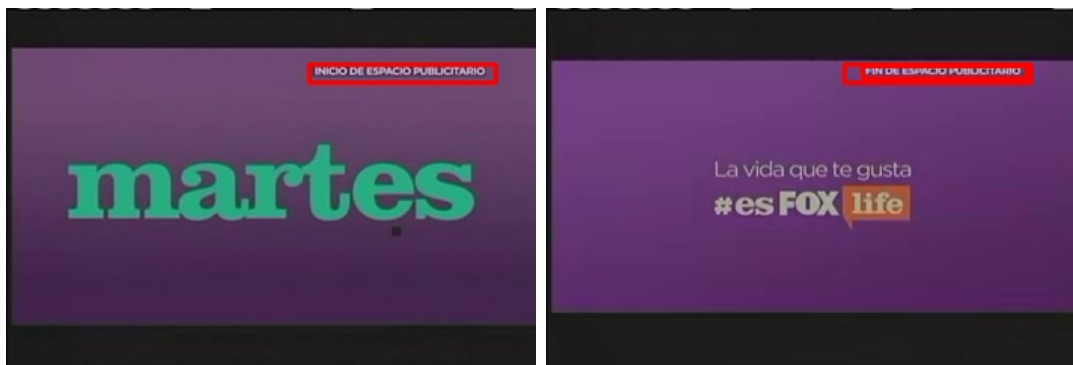 INICIO DE ESPACIO PUBLICITARIO
martes
FIN DE ESPACIO PUBLICITARIO
La vida que te gusta
#es FOX life